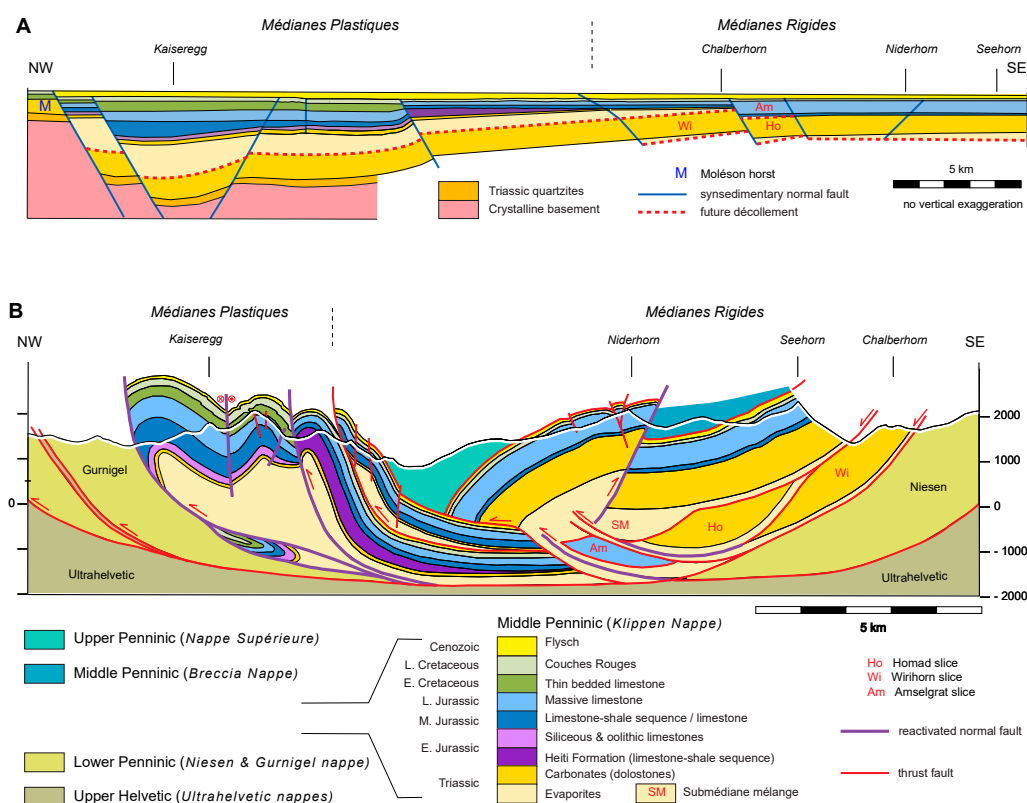 A
Médianes Plastiques
Médianes Rigides
Kaiseregg
Chalberhorn
Niderhorn
Seehorn
NW
SE
M
Am
Wi
Ho
Triassic quartzites
Crystalline basement
M
Moléson horst
synsedimentary normal fault
future décollement
5 km
no vertical exaggeration
B
Médianes Plastiques
Médianes Rigides
NW
Kaiseregg
Niderhorn
Seehorn
Chalberhorn
SE
2000
1000
0
- 0
- 1000
- 2000
Gurnigel
Niesen
Wi
SM
Ho
Am
Ultrahelvetic
Ultrahelvetic
5 km
Upper Penninic (Nappe Supérieure)
Middle Penninic (Breccia Nappe)
Lower Penninic (Niesen & Gurnigel nappe)
Upper Helvetic (Ultrahelvetic nappes)
Middle Penninic (Klippen Nappe)
Cenozoic
Flysch
L. Cretaceous
Couches Rouges
E. Cretaceous
Thin bedded limestone
L. Jurassic
Massive limestone
M. Jurassic
Limestone-shale sequence / limestone
E. Jurassic
Siliceous & oolithic limestones
Heiti Formation (limestone-shale sequence)
Triassic
Carbonates (dolostones)
Evaporites
SM
Submédiane mélange
Ho
Homad slice
Wi
Wirihorn slice
Am
Amselgrat slice
reactivated normal fault
thrust fault